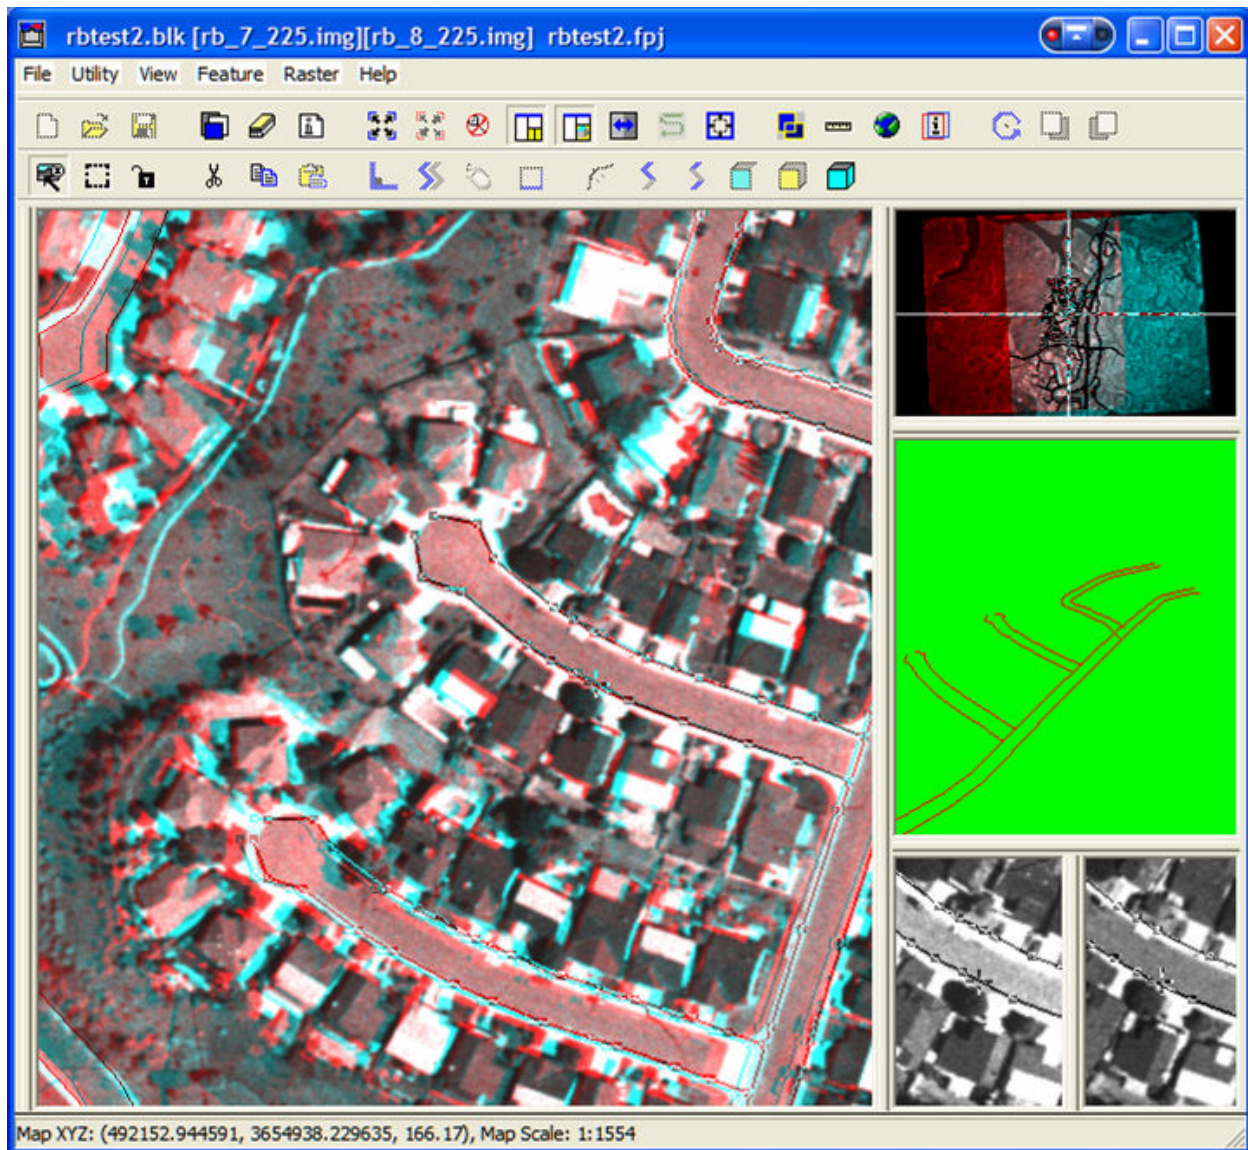 rbtest2.blk [rb_7_225.img][rb_8_225.img] rbtest2.fpj
File Utility View Feature Raster Help
Map XYZ: (492152.944591, 3654938.229635, 166.17), Map Scale: 1:1554